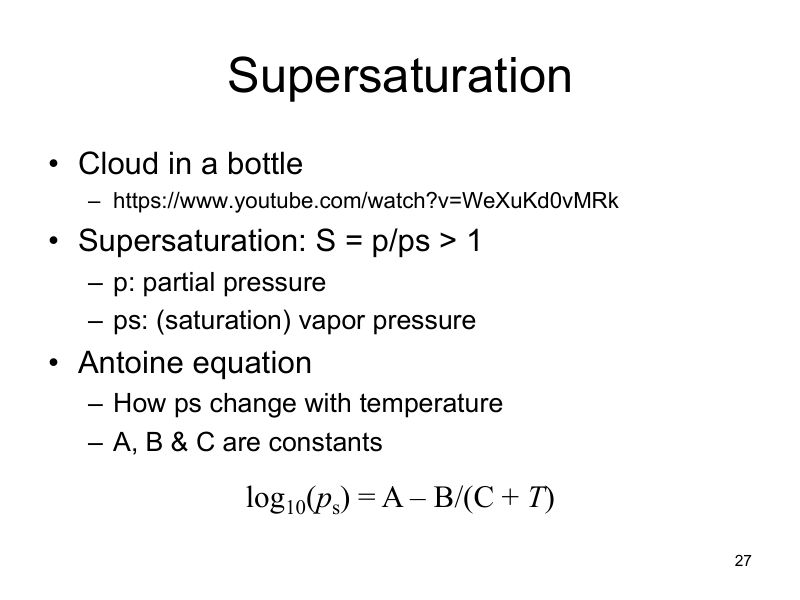 Supersaturation
• Cloud in a bottle
– https://www.youtube.com/watch?v=WeXuKd0vMRk
• Supersaturation: S = p/ps > 1
– p: partial pressure
– ps: (saturation) vapor pressure
• Antoine equation
– How ps change with temperature
– A, B & C are constants
log₁₀(pₛ) = A – B/(C + T)
27